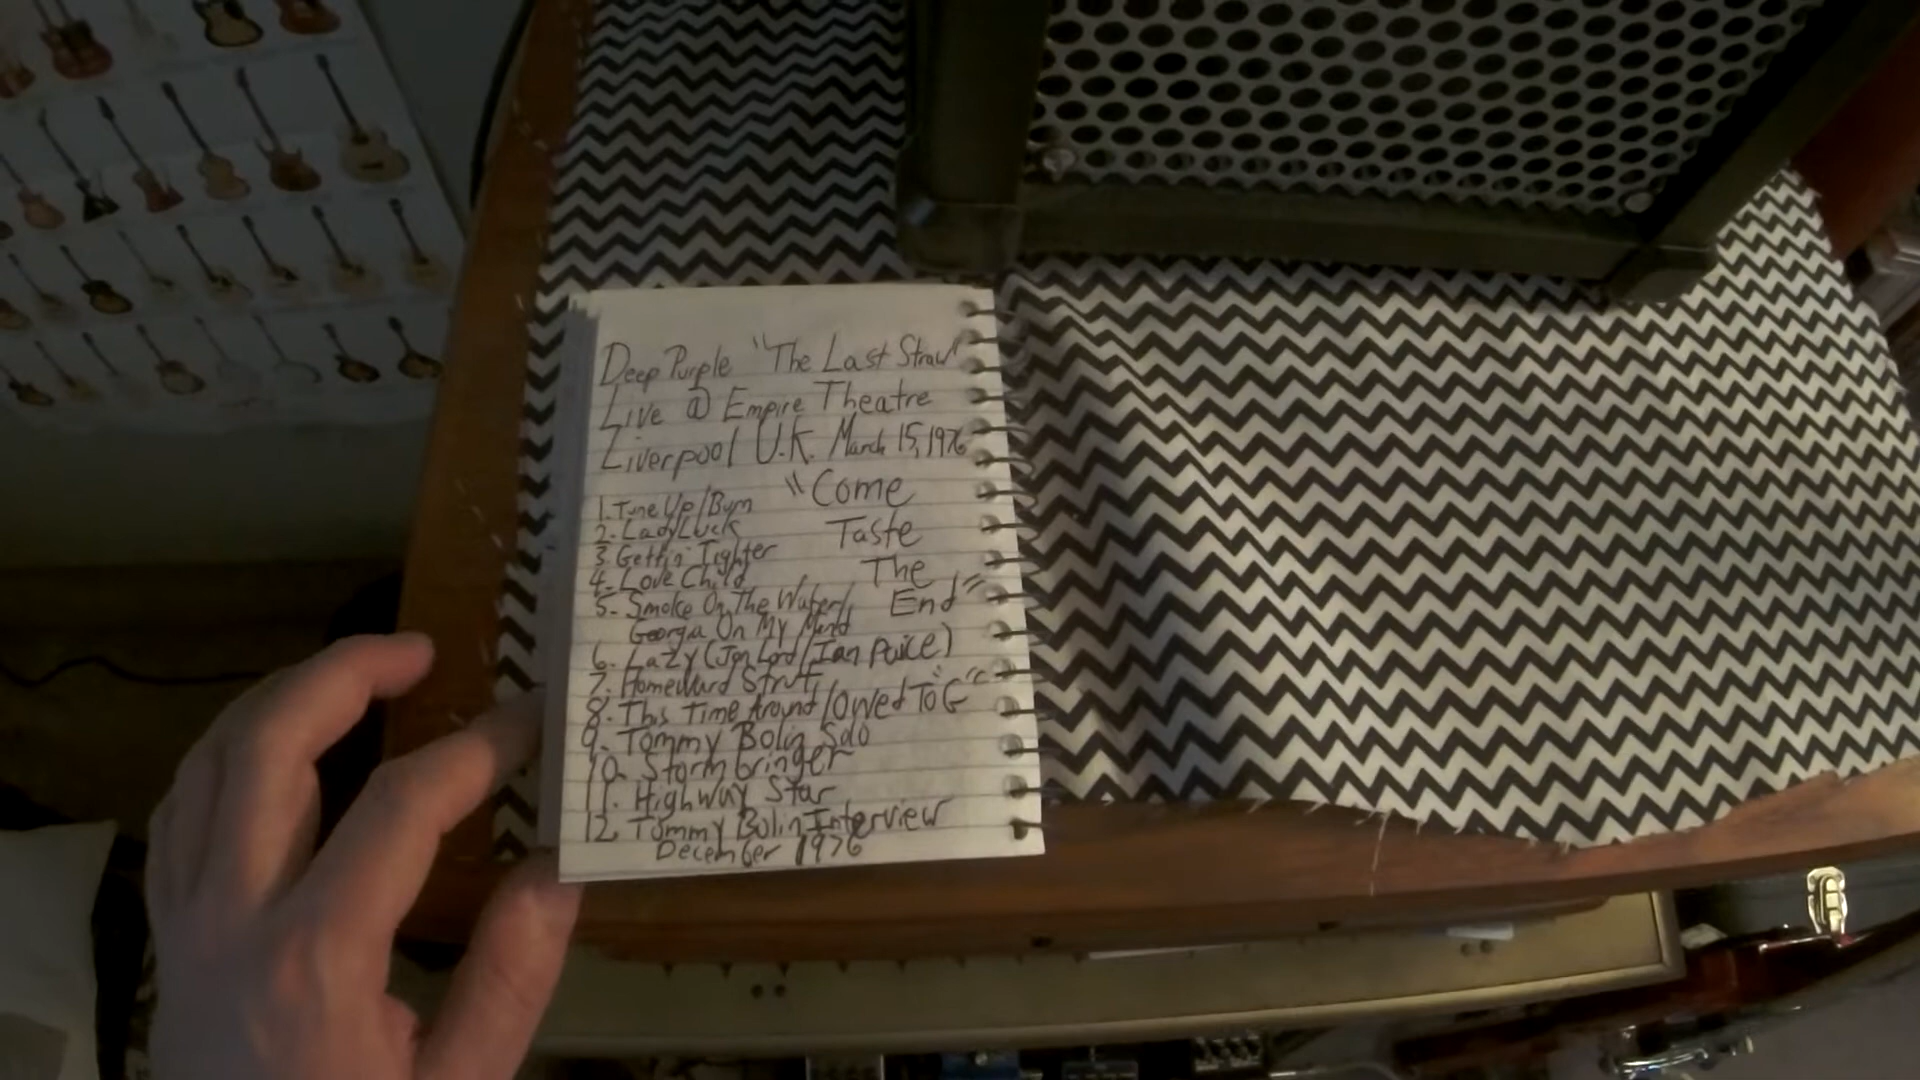 Deep Purple "The Last Straw"
Live @ Empire Theatre
Liverpool U.K. March 15, 1976
"Come
Taste
The
End"
1. Tune Up/Burn
2. Lady Luck
3. Gettin' Tighter
4. Love Child
5. Smoke On The Water/
Georgia On My Mind
6. Lazy (Jon Lord/Ian Paice)
7. Homeward Strut
8. This Time Around/Owed To "G"
9. Tommy Bolin Solo
10. Stormbringer
11. Highway Star
12. Tommy Bolin Interview
December 1976